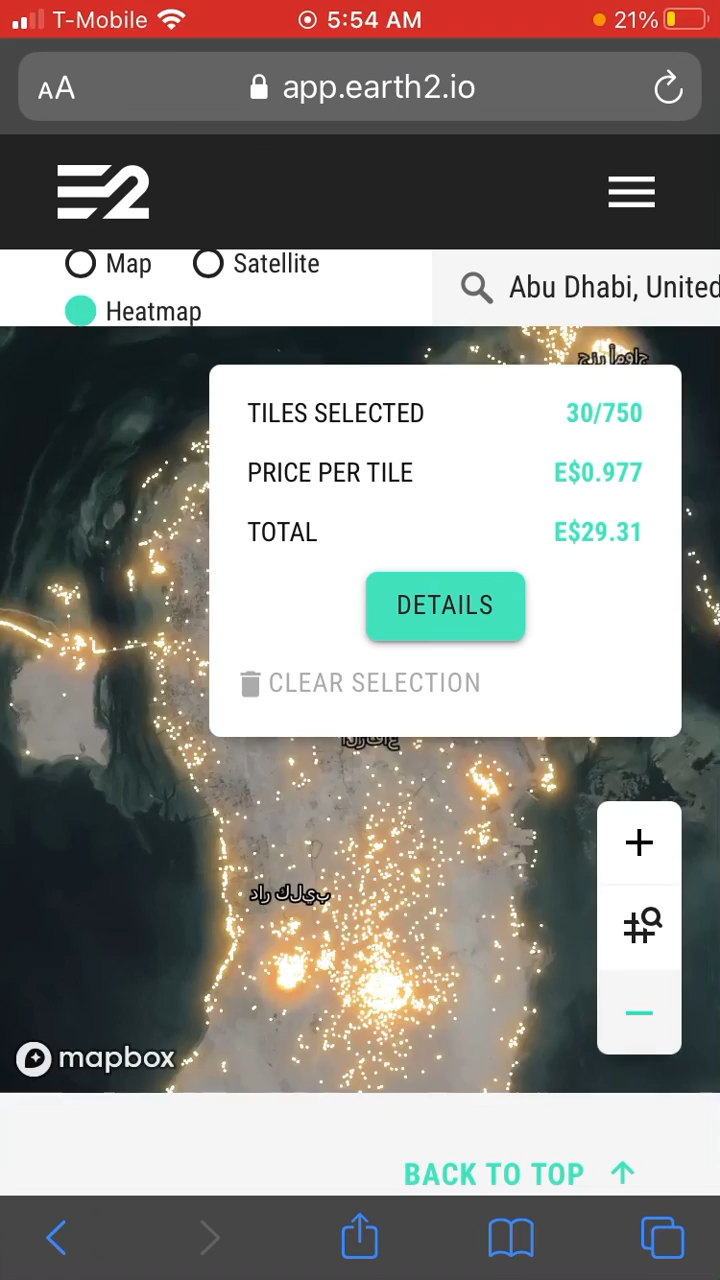 T-Mobile 5:54 AM 21%
AA app.earth2.io
E2
Map Satellite Abu Dhabi, United
Heatmap
TILES SELECTED 30/750
PRICE PER TILE E$0.977
TOTAL E$29.31
DETAILS
CLEAR SELECTION
mapbox
BACK TO TOP ↑